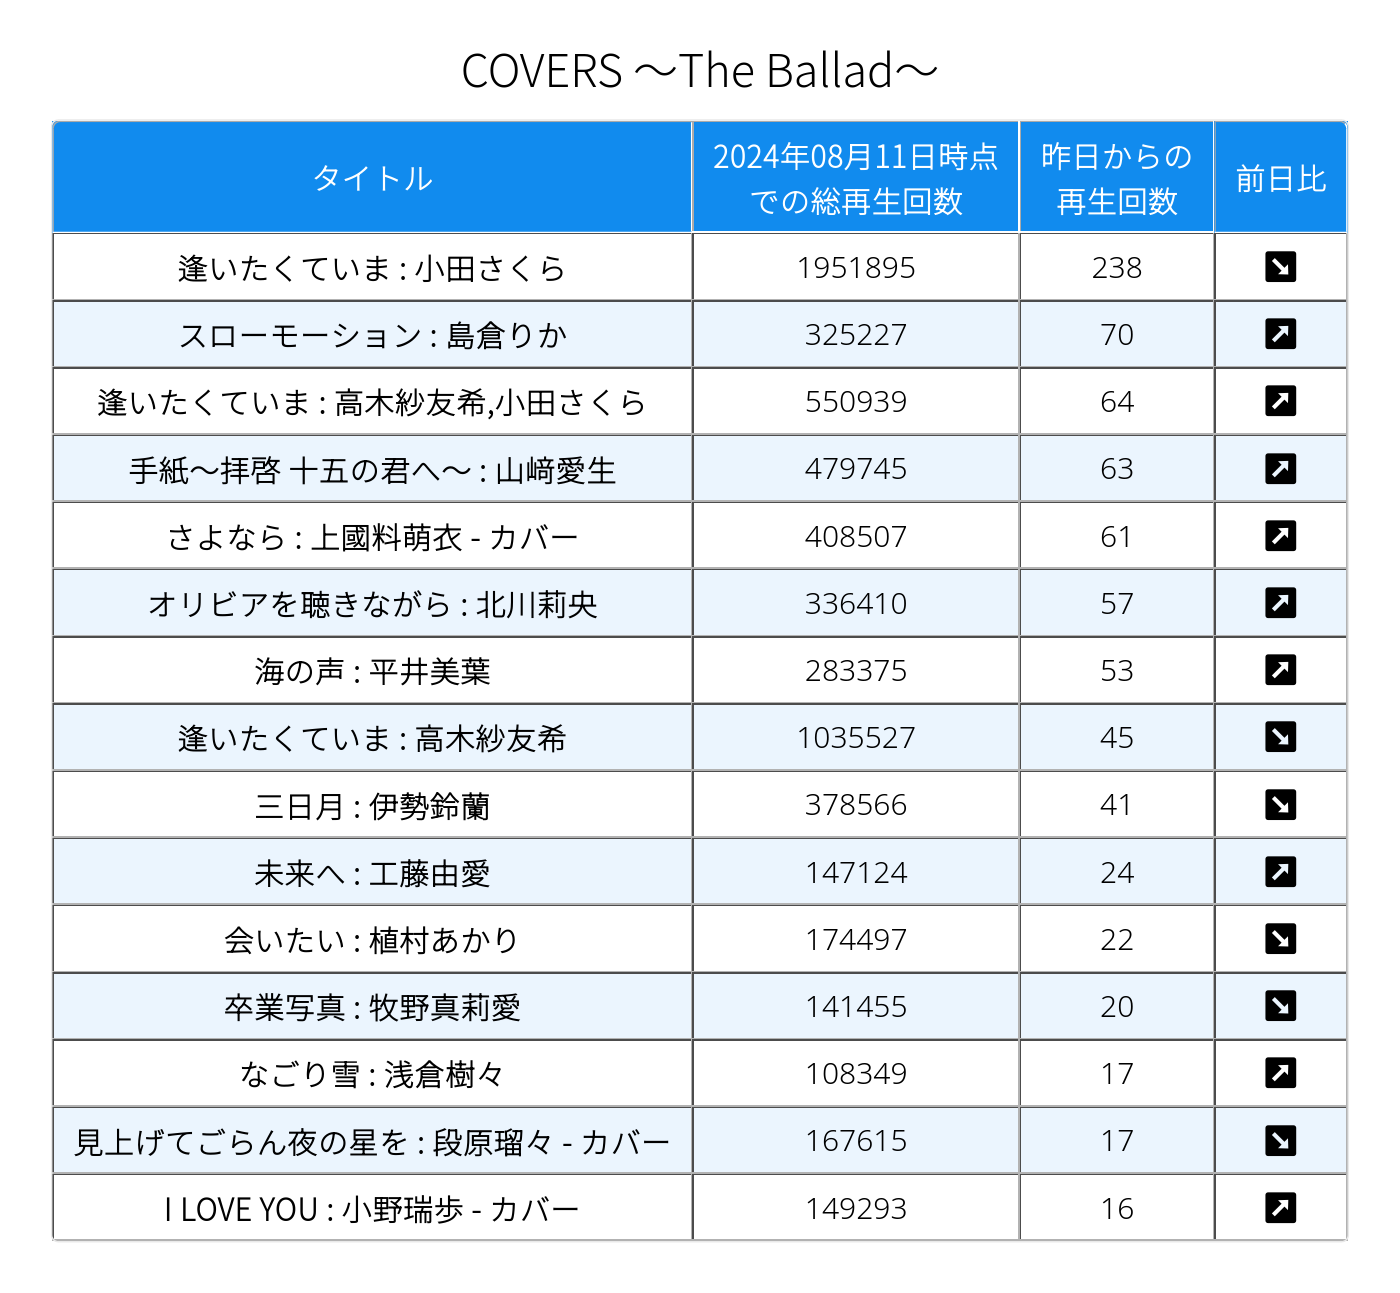 COVERS ～The Ballad～
タイトル
2024年08月11日時点
での総再生回数
昨日からの
再生回数
前日比
逢いたくていま : 小田さくら 1951895 238 ↘
スローモーション : 島倉りか 325227 70 ↗
逢いたくていま : 高木紗友希,小田さくら 550939 64 ↗
手紙～拝啓 十五の君へ～ : 山﨑愛生 479745 63 ↗
さよなら : 上國料萌衣 - カバー 408507 61 ↗
オリビアを聴きながら : 北川莉央 336410 57 ↗
海の声 : 平井美葉 283375 53 ↗
逢いたくていま : 高木紗友希 1035527 45 ↘
三日月 : 伊勢鈴蘭 378566 41 ↘
未来へ : 工藤由愛 147124 24 ↗
会いたい : 植村あかり 174497 22 ↘
卒業写真 : 牧野真莉愛 141455 20 ↘
なごり雪 : 浅倉樹々 108349 17 ↗
見上げてごらん夜の星を : 段原瑠々 - カバー 167615 17 ↘
I LOVE YOU : 小野瑞歩 - カバー 149293 16 ↗